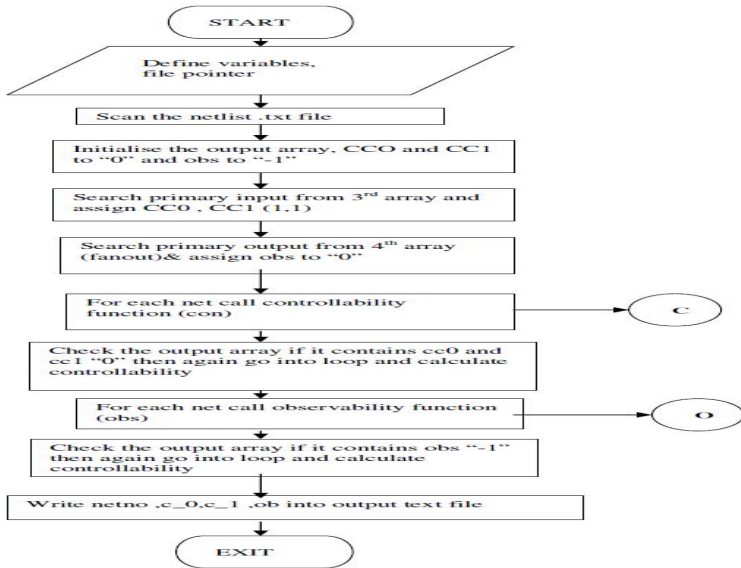 START
Define variables,
file pointer
Scan the netlist .txt file
Initialise the output array, CCO and CC1
to “0” and obs to “-1”
Search primary input from 3rd array and
assign CC0 , CC1 (1,1)
Search primary output from 4th array
(fanout)& assign obs to “0”
For each net call controllability
function (con)
C
Check the output array if it contains cc0 and
cc1 “0” then again go into loop and calculate
controllability
For each net call observability function
(obs)
O
Check the output array if it contains obs “-1”
then again go into loop and calculate
controllability
Write netno ,c_0,c_1 ,ob into output text file
EXIT